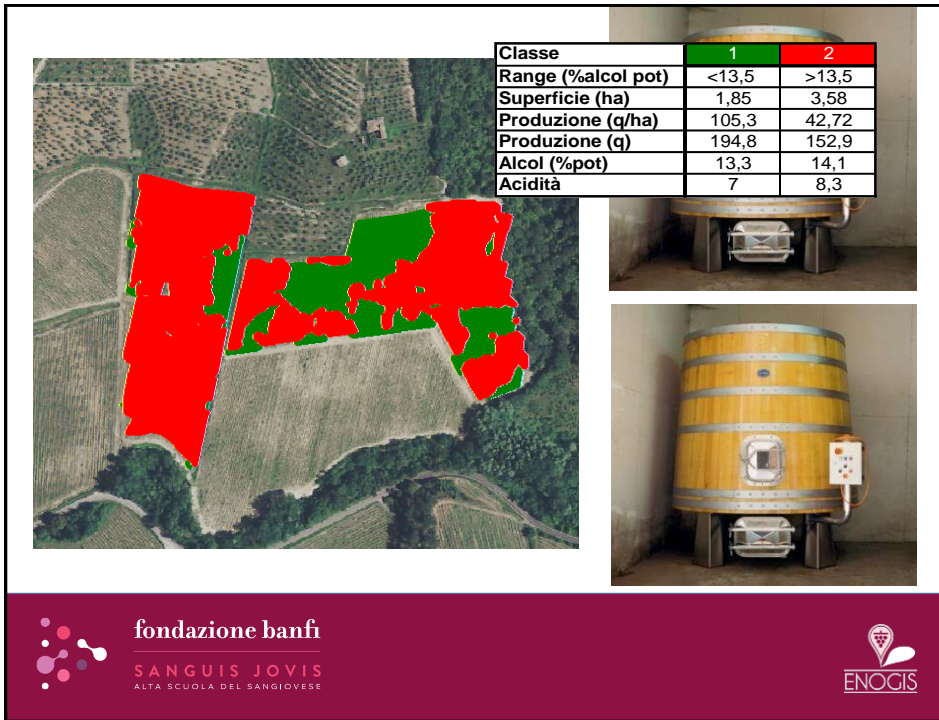 Classe 1 2
Range (%alcol pot) <13,5 >13,5
Superficie (ha) 1,85 3,58
Produzione (q/ha) 105,3 42,72
Produzione (q) 194,8 152,9
Alcol (%pot) 13,3 14,1
Acidità 7 8,3
fondazione banfi
SANGUIS JOVIS
ALTA SCUOLA DEL SANGIOVESE
ENOGIS